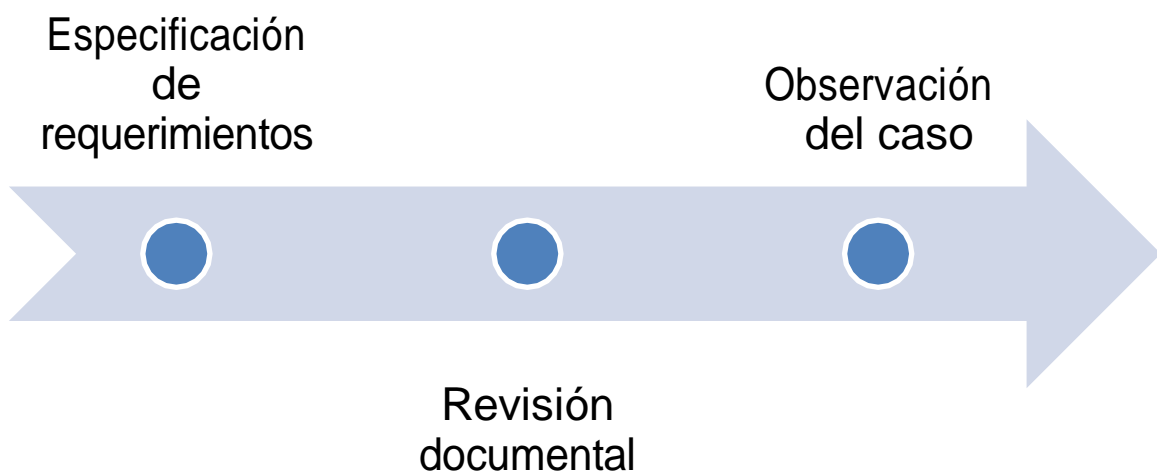 Especificación
de
requerimientos
Observación
del caso
Revisión
documental